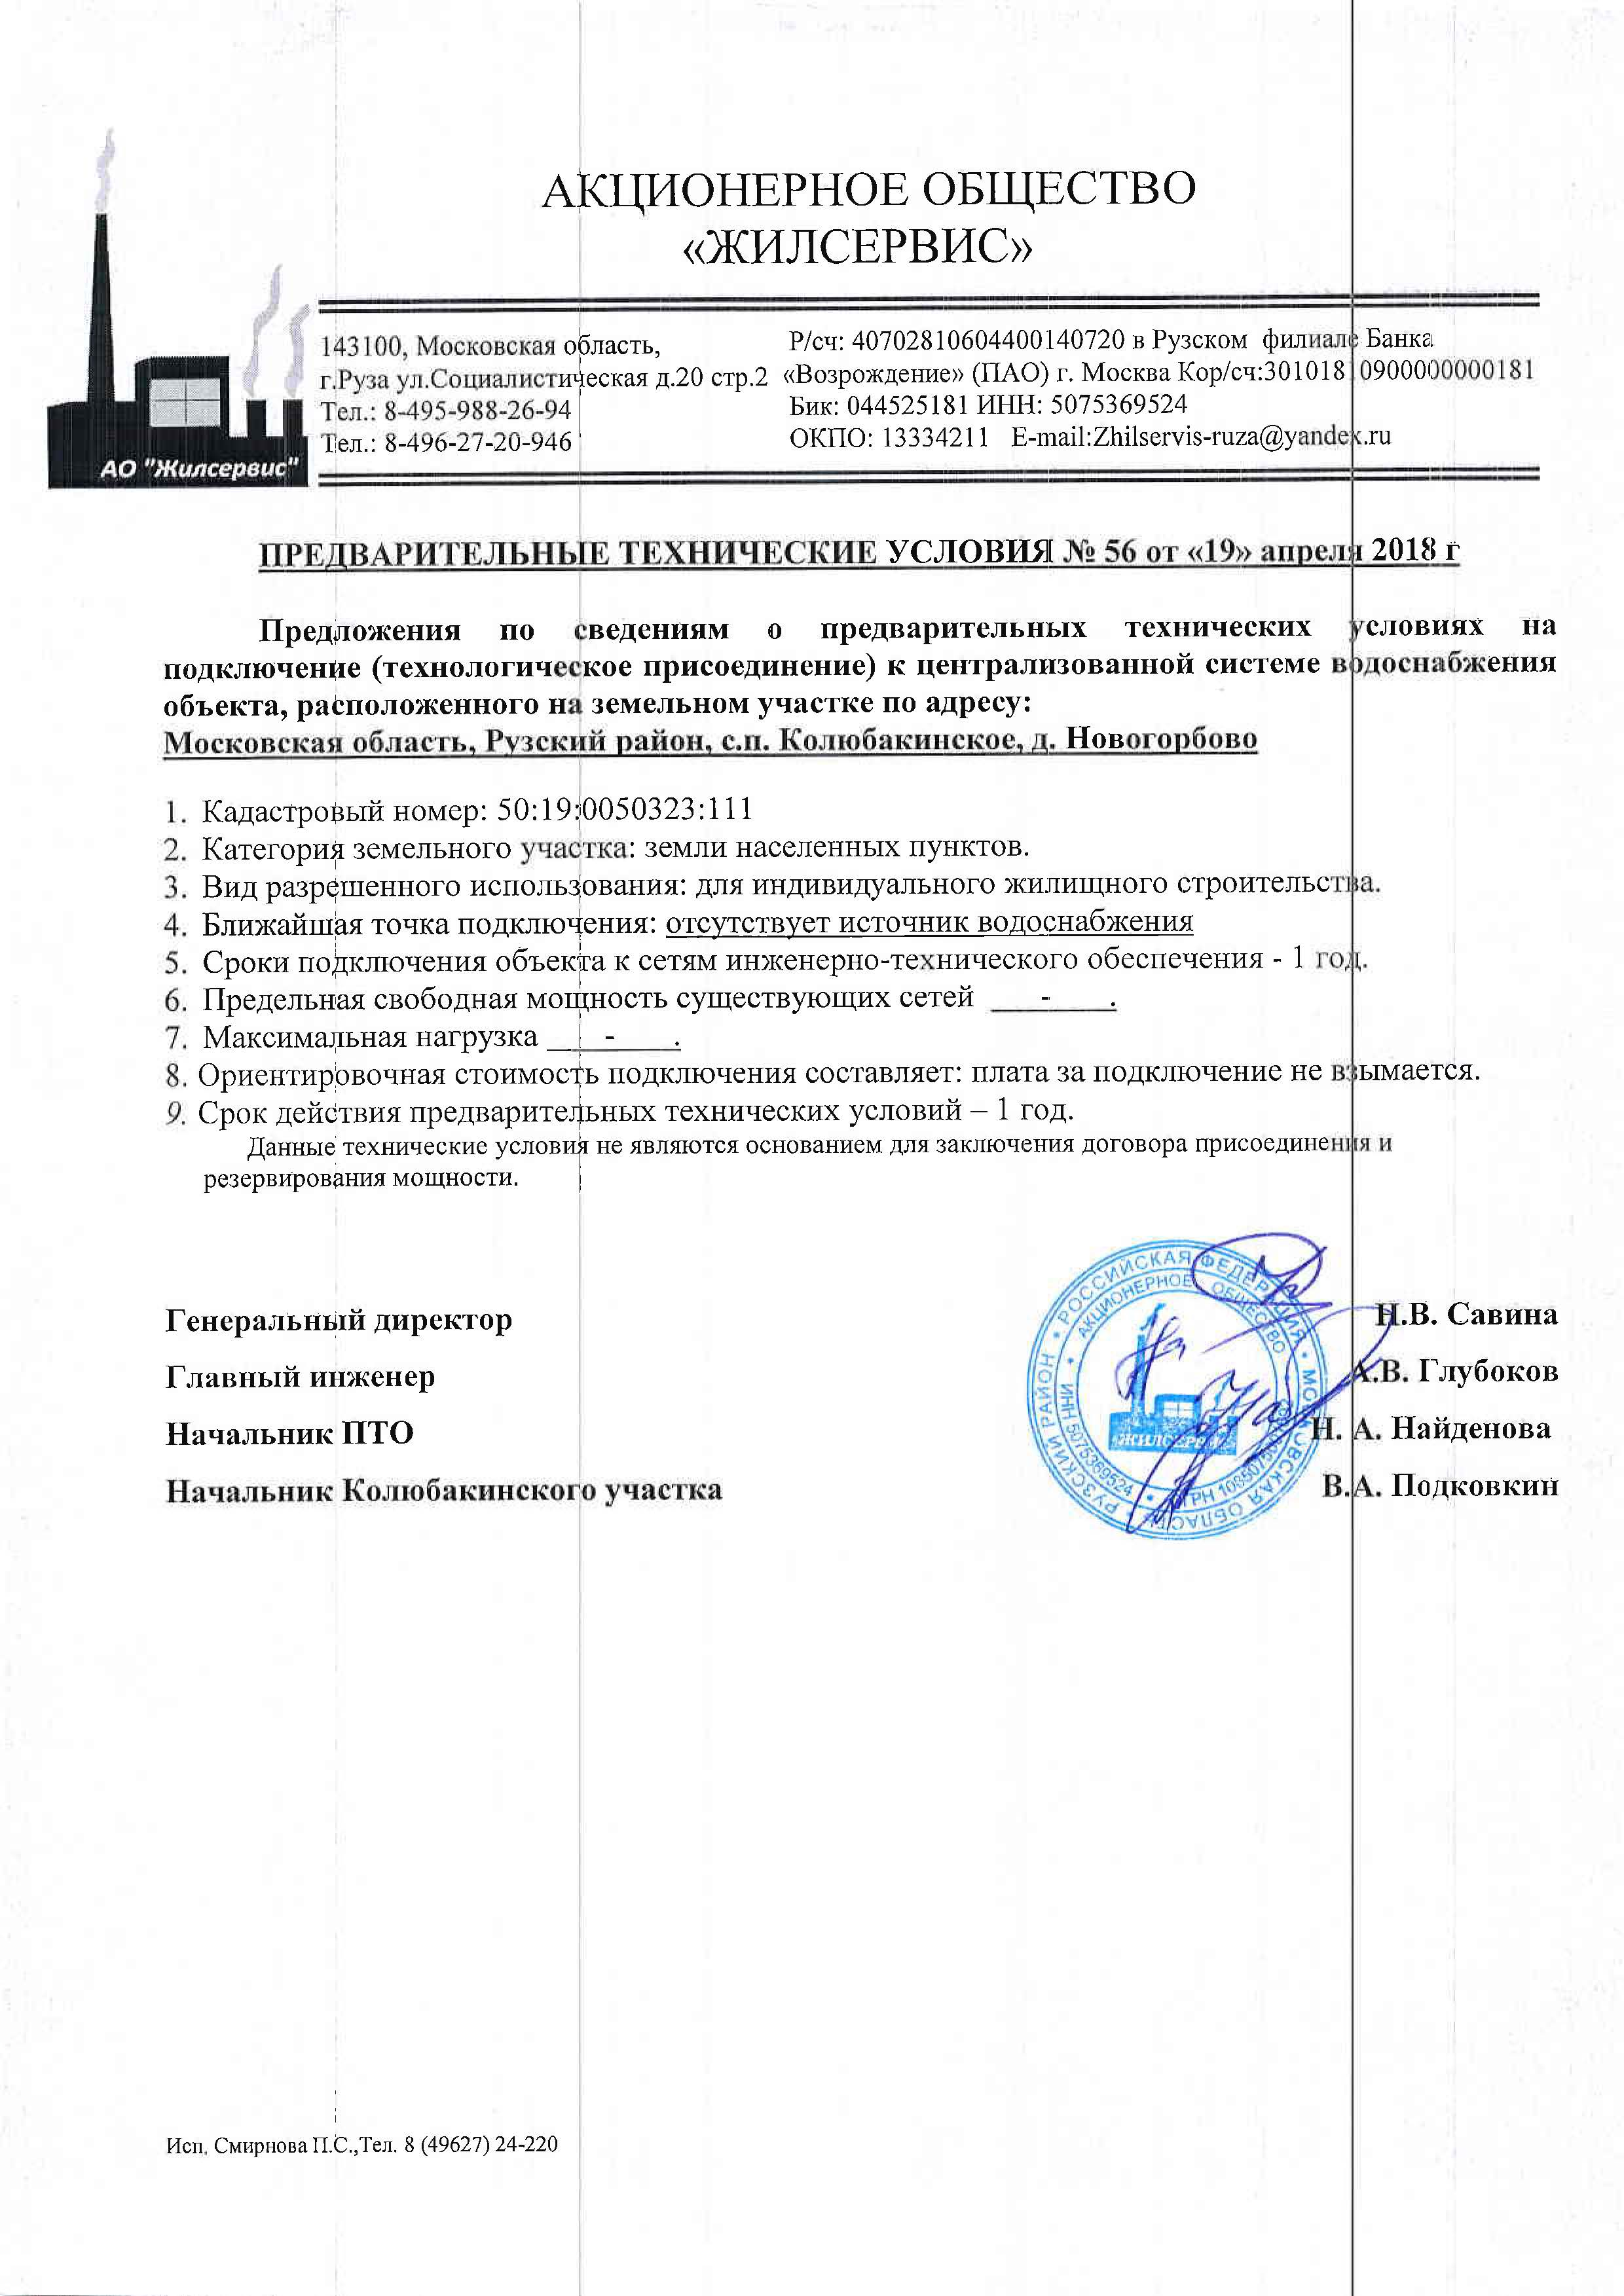 АКЦИОНЕРНОЕ ОБЩЕСТВО
«ЖИЛСЕРВИС»
АО "Жилсервис"
143100, Московская область,
г.Руза ул.Социалистическая д.20 стр.2
Тел.: 8-495-988-26-94
Тел.: 8-496-27-20-946
Р/сч: 40702810604400140720 в Рузском филиале Банка
«Возрождение» (ПАО) г. Москва Кор/сч:30101810900000000181
Бик: 044525181 ИНН: 5075369524
ОКПО: 13334211 E-mail:Zhilservis-ruza@yandex.ru
ПРЕДВАРИТЕЛЬНЫЕ ТЕХНИЧЕСКИЕ УСЛОВИЯ № 56 от «19» апреля 2018 г
Предложения по сведениям о предварительных технических условиях на
подключение (технологическое присоединение) к централизованной системе водоснабжения
объекта, расположенного на земельном участке по адресу:
Московская область, Рузский район, с.п. Колюбакинское, д. Новогорбово
1. Кадастровый номер: 50:19:0050323:111
2. Категория земельного участка: земли населенных пунктов.
3. Вид разрешенного использования: для индивидуального жилищного строительства.
4. Ближайшая точка подключения: отсутствует источник водоснабжения
5. Сроки подключения объекта к сетям инженерно-технического обеспечения - 1 год.
6. Предельная свободная мощность существующих сетей ___-____.
7. Максимальная нагрузка ___-____.
8. Ориентировочная стоимость подключения составляет: плата за подключение не взымается.
9. Срок действия предварительных технических условий – 1 год.
Данные технические условия не являются основанием для заключения договора присоединения и
резервирования мощности.
Генеральный директор Н.В. Савина
Главный инженер А.В. Глубоков
Начальник ПТО Н. А. Найденова
Начальник Колюбакинского участка В.А. Подковкин
РОССИЙСКАЯ ФЕДЕРАЦИЯ • МОСКОВСКАЯ ОБЛАСТЬ • РУЗСКИЙ РАЙОН •
АКЦИОНЕРНОЕ ОБЩЕСТВО
ИНН 5075369524
«ЖИЛСЕРВИС»
Исп. Смирнова П.С.,Тел. 8 (49627) 24-220